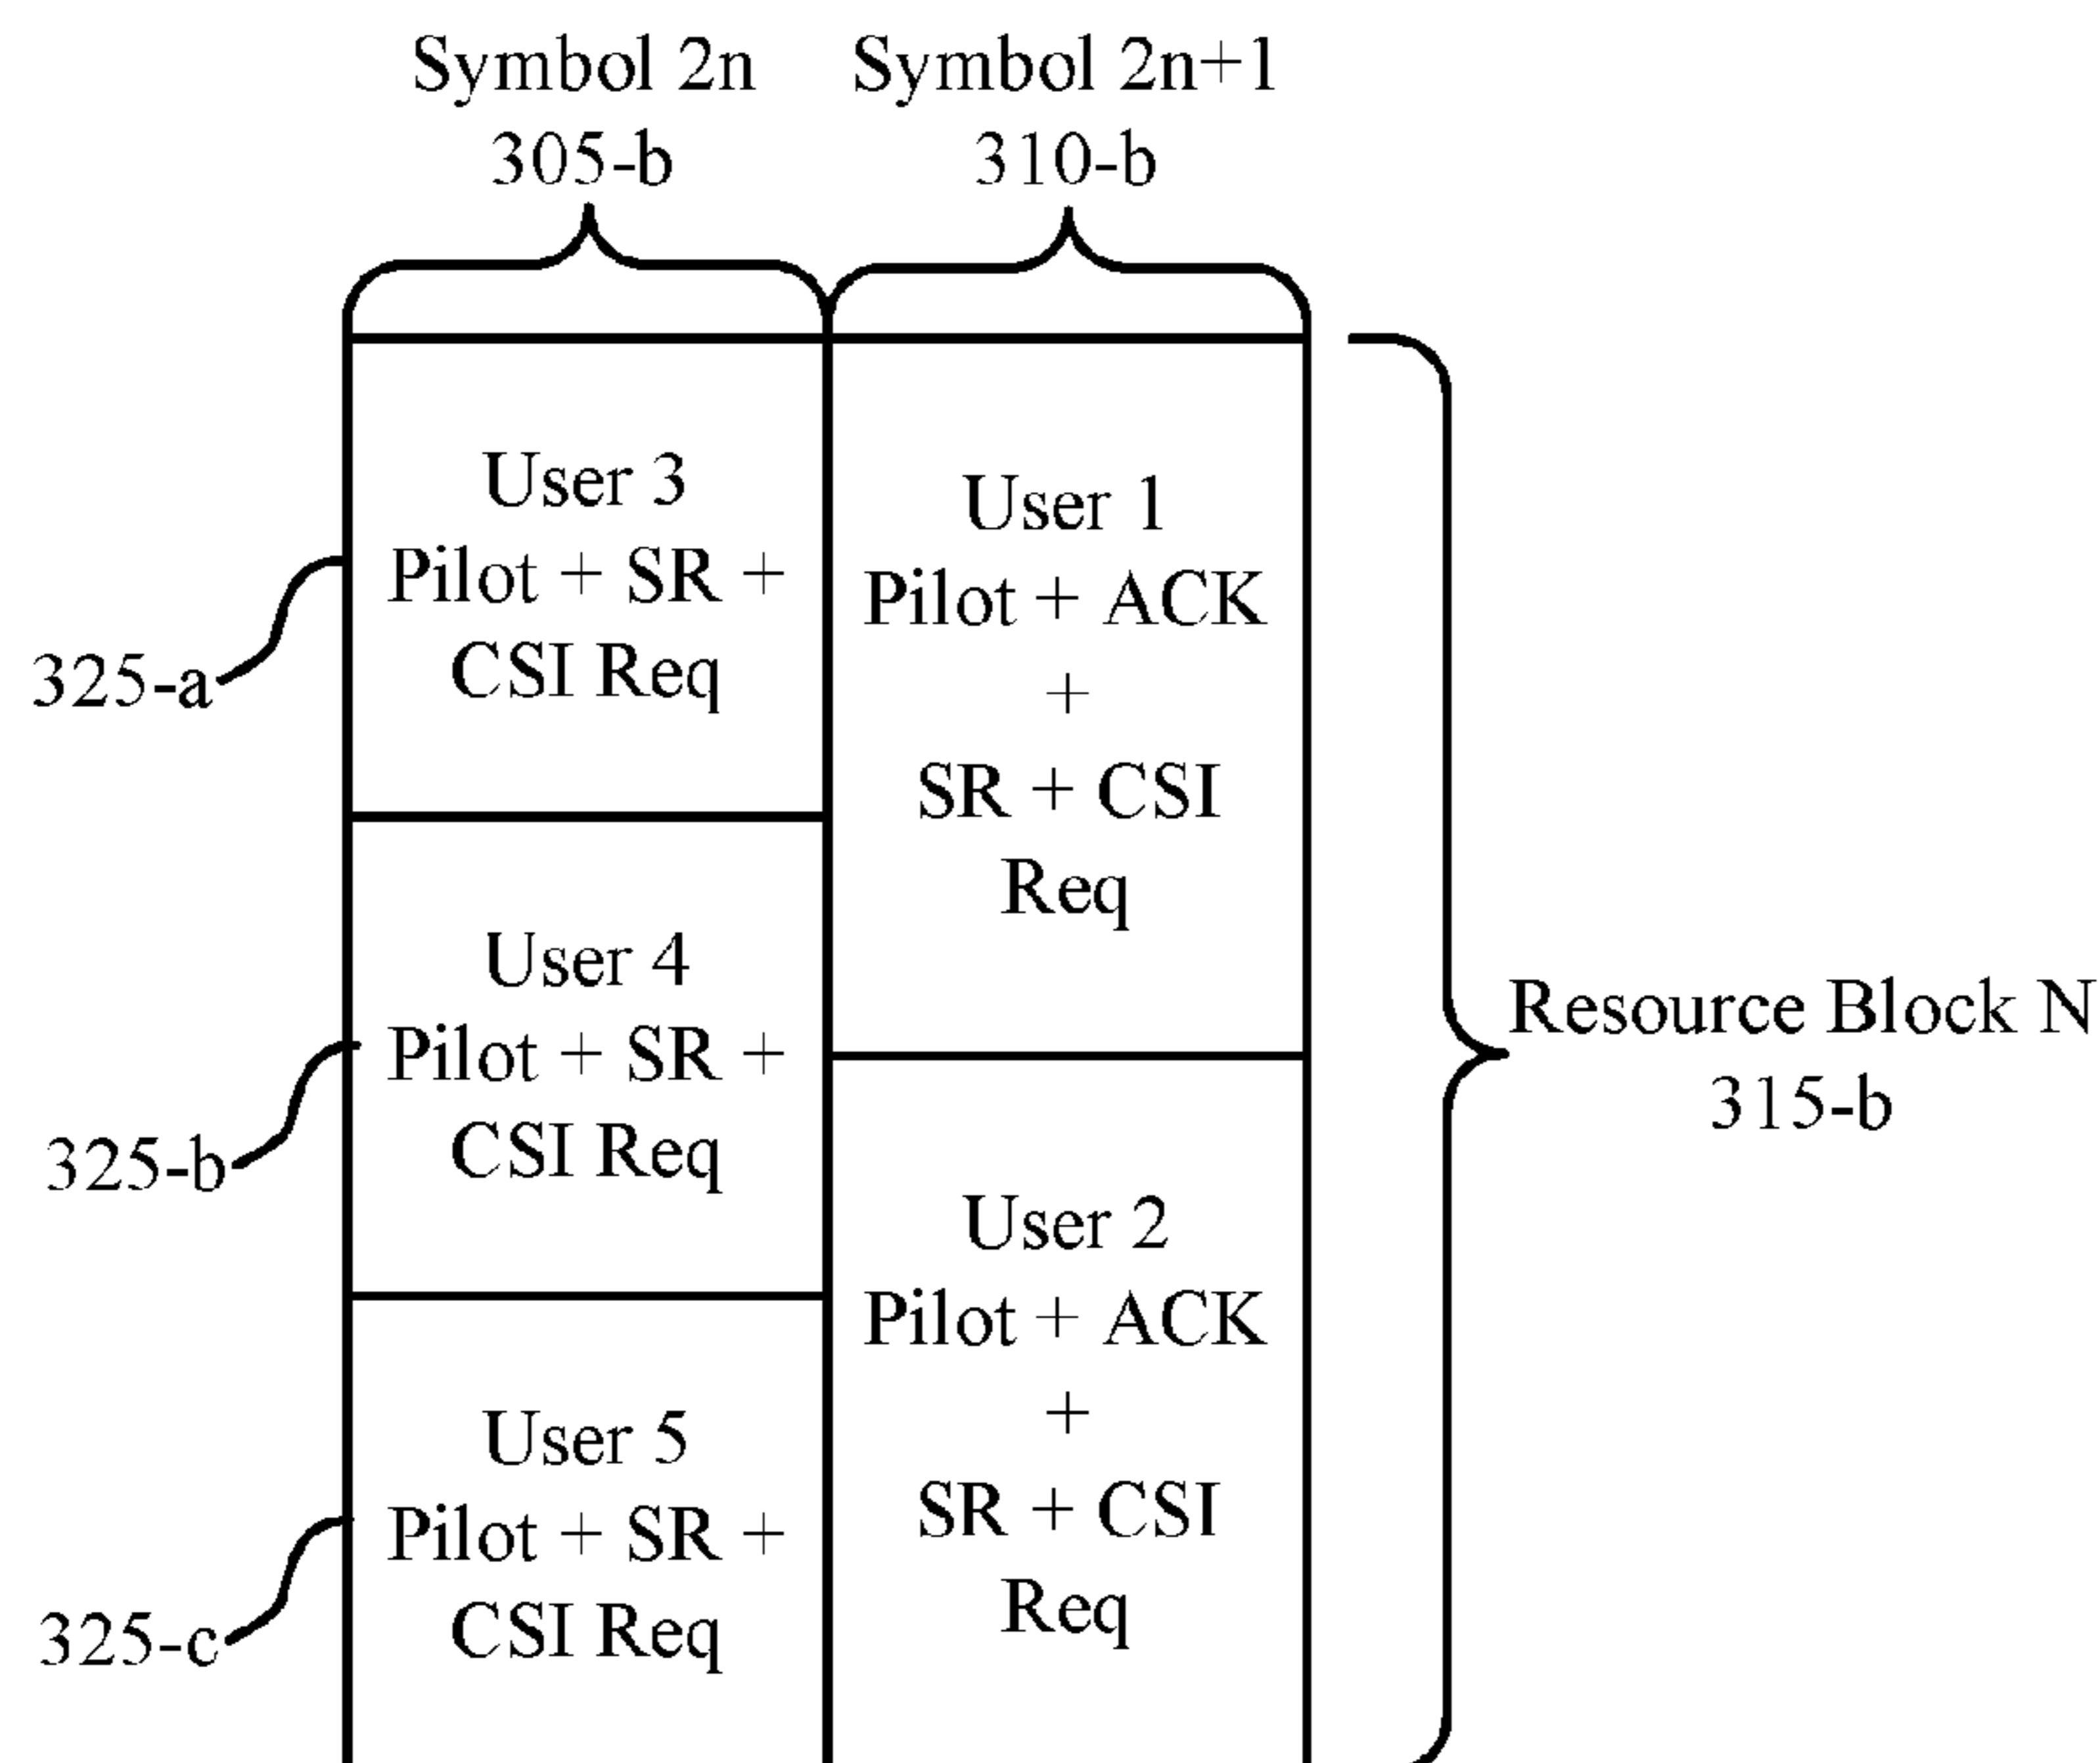 Symbol 2n
305-b
Symbol 2n+1
310-b
User 3
Pilot + SR +
CSI Req
325-a
User 4
Pilot + SR +
CSI Req
325-b
User 5
Pilot + SR +
CSI Req
325-c
User 1
Pilot + ACK
+
SR + CSI
Req
User 2
Pilot + ACK
+
SR + CSI
Req
Resource Block N
315-b